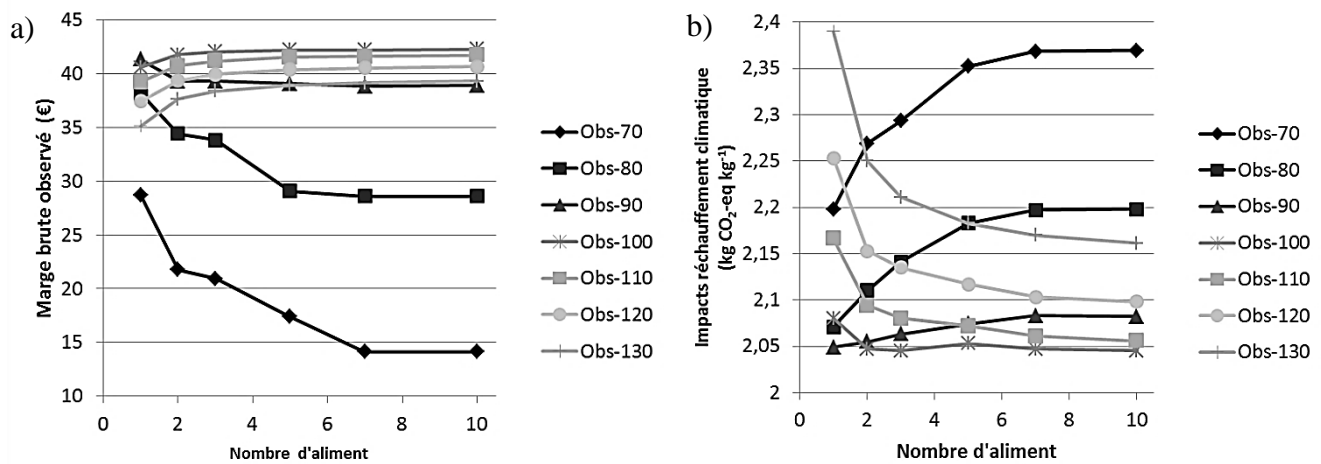 a)
Marge brute observé (€)
45
40
35
30
25
20
15
10
0
2
4
6
8
10
Nombre d'aliment
Obs-70
Obs-80
Obs-90
Obs-100
Obs-110
Obs-120
Obs-130
b)
Impacts réchauffement climatique
(kg CO₂-eq kg⁻¹)
2,4
2,35
2,3
2,25
2,2
2,15
2,1
2,05
2
0
2
4
6
8
10
Nombre d'aliment
Obs-70
Obs-80
Obs-90
Obs-100
Obs-110
Obs-120
Obs-130